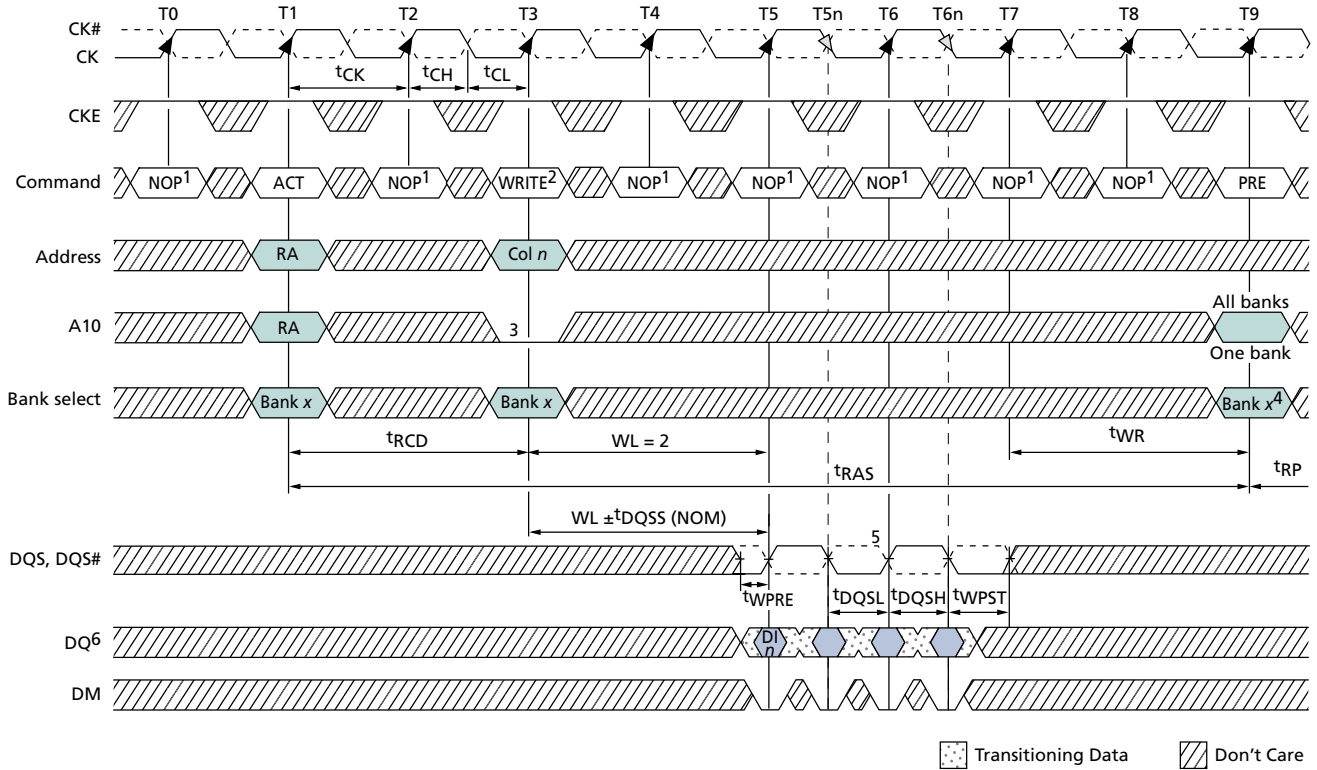 T0 T1 T2 T3 T4 T5 T5n T6 T6n T7 T8 T9
CK#
CK
tCK tCH tCL
CKE
Command NOP1 ACT NOP1 WRITE2 NOP1 NOP1 NOP1 NOP1 NOP1 PRE
Address RA Col n
All banks
A10 RA 3
One bank
Bank select Bank x Bank x Bank x4
tRCD WL = 2 tWR
tRAS tRP
WL ±tDQSS (NOM)
5
DQS, DQS#
tWPRE tDQSL tDQSH tWPST
DQ6 DI
n
DM
Transitioning Data Don't Care